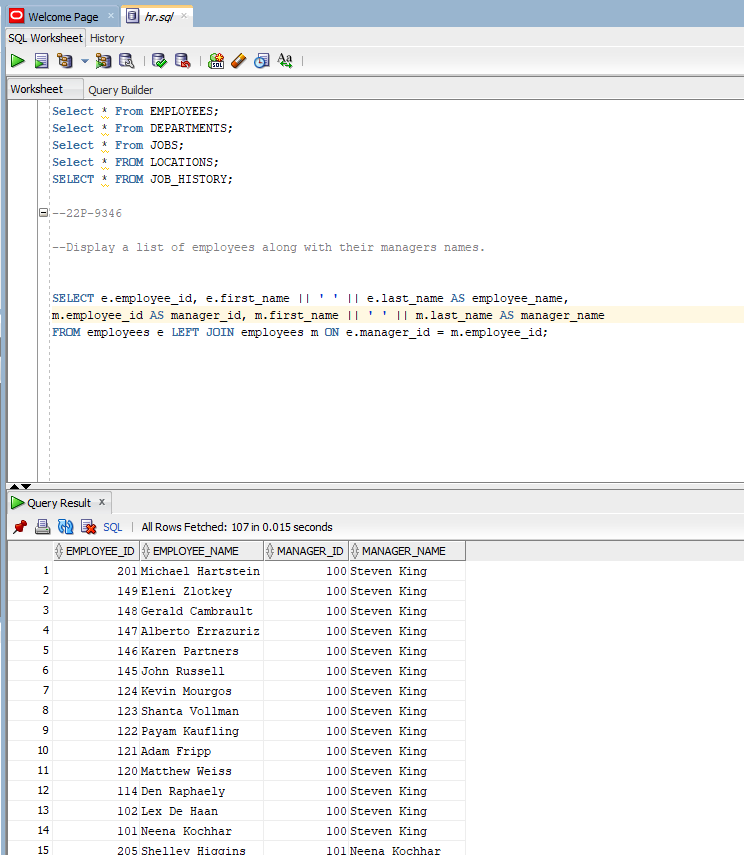 Welcome Page
hr.sql
SQL Worksheet History
Worksheet Query Builder
Select * From EMPLOYEES;
Select * From DEPARTMENTS;
Select * From JOBS;
Select * FROM LOCATIONS;
SELECT * FROM JOB_HISTORY;
--22P-9346
--Display a list of employees along with their managers names.
SELECT e.employee_id, e.first_name || ' ' || e.last_name AS employee_name,
m.employee_id AS manager_id, m.first_name || ' ' || m.last_name AS manager_name
FROM employees e LEFT JOIN employees m ON e.manager_id = m.employee_id;
Query Result
SQL | All Rows Fetched: 107 in 0.015 seconds
EMPLOYEE_ID EMPLOYEE_NAME MANAGER_ID MANAGER_NAME
1 201 Michael Hartstein 100 Steven King
2 149 Eleni Zlotkey 100 Steven King
3 148 Gerald Cambrault 100 Steven King
4 147 Alberto Errazuriz 100 Steven King
5 146 Karen Partners 100 Steven King
6 145 John Russell 100 Steven King
7 124 Kevin Mourgos 100 Steven King
8 123 Shanta Vollman 100 Steven King
9 122 Payam Kaufling 100 Steven King
10 121 Adam Fripp 100 Steven King
11 120 Matthew Weiss 100 Steven King
12 114 Den Raphaely 100 Steven King
13 102 Lex De Haan 100 Steven King
14 101 Neena Kochhar 100 Steven King
15 205 Shelley Higgins 101 Neena Kochhar